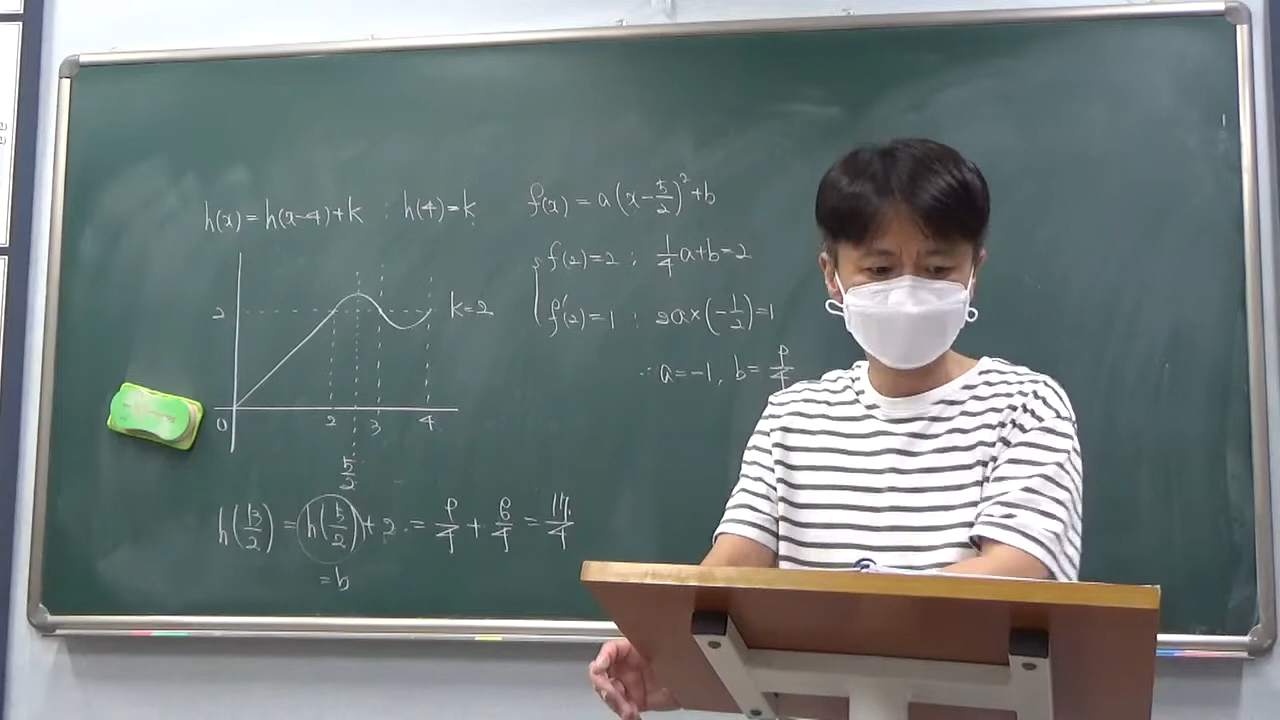 h(x)=h(x-4)+k ; h(4)=k
f(x)=a(x-5/2)²+b
f(2)=2 ; 1/4 a+b=2
f'(2)=1 ; 2a×(-1/2)=1
∴ a=-1, b=9/4
2
k=2
0 2 3 4
5/2
h(13/2)=h(5/2)+2=9/4+8/4=17/4
=b